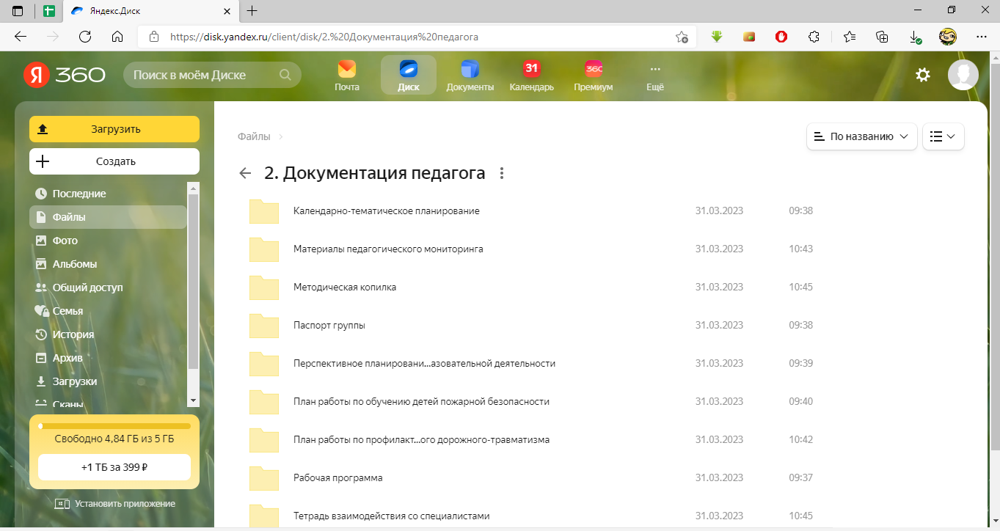 Яндекс.Диск
https://disk.yandex.ru/client/disk/2.%20Документация%20педагога
Я 360
Поиск в моём Диске
Почта
Диск
Документы
31
Календарь
360
Премиум
Ещё
Загрузить
Создать
Последние
Файлы
Фото
Альбомы
Общий доступ
Семья
История
Архив
Загрузки
Сканы
Свободно 4,84 ГБ из 5 ГБ
+1 ТБ за 399 ₽
Установить приложение
Файлы
По названию
2. Документация педагога
Календарно-тематическое планирование 31.03.2023 09:38
Материалы педагогического мониторинга 31.03.2023 10:43
Методическая копилка 31.03.2023 10:45
Паспорт группы 31.03.2023 09:38
Перспективное планировани...азовательной деятельности 31.03.2023 09:39
План работы по обучению детей пожарной безопасности 31.03.2023 09:40
План работы по профилакт...ого дорожного-травматизма 31.03.2023 10:42
Рабочая программа 31.03.2023 09:37
Тетрадь взаимодействия со специалистами 31.03.2023 10:45